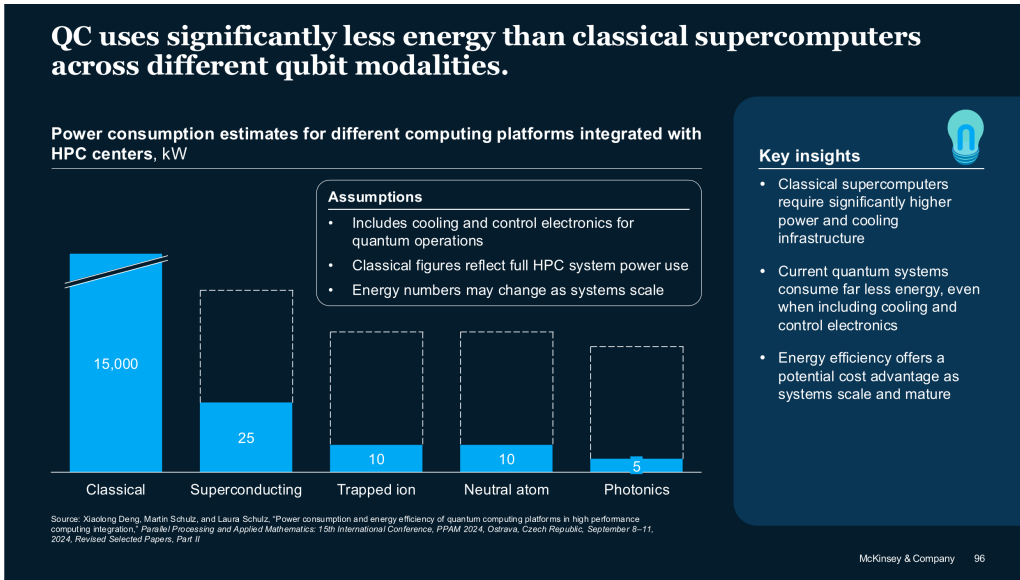 QC uses significantly less energy than classical supercomputers
across different qubit modalities.
Power consumption estimates for different computing platforms integrated with
HPC centers, kW
Assumptions
• Includes cooling and control electronics for
quantum operations
• Classical figures reflect full HPC system power use
• Energy numbers may change as systems scale
15,000
25
10
10
5
Classical
Superconducting
Trapped ion
Neutral atom
Photonics
Key insights
• Classical supercomputers
require significantly higher
power and cooling
infrastructure
• Current quantum systems
consume far less energy, even
when including cooling and
control electronics
• Energy efficiency offers a
potential cost advantage as
systems scale and mature
Source: Xiaolong Deng, Martin Schulz, and Laura Schulz, “Power consumption and energy efficiency of quantum computing platforms in high performance
computing integration,” Parallel Processing and Applied Mathematics: 15th International Conference, PPAM 2024, Ostrava, Czech Republic, September 8–11,
2024, Revised Selected Papers, Part II
McKinsey & Company 96